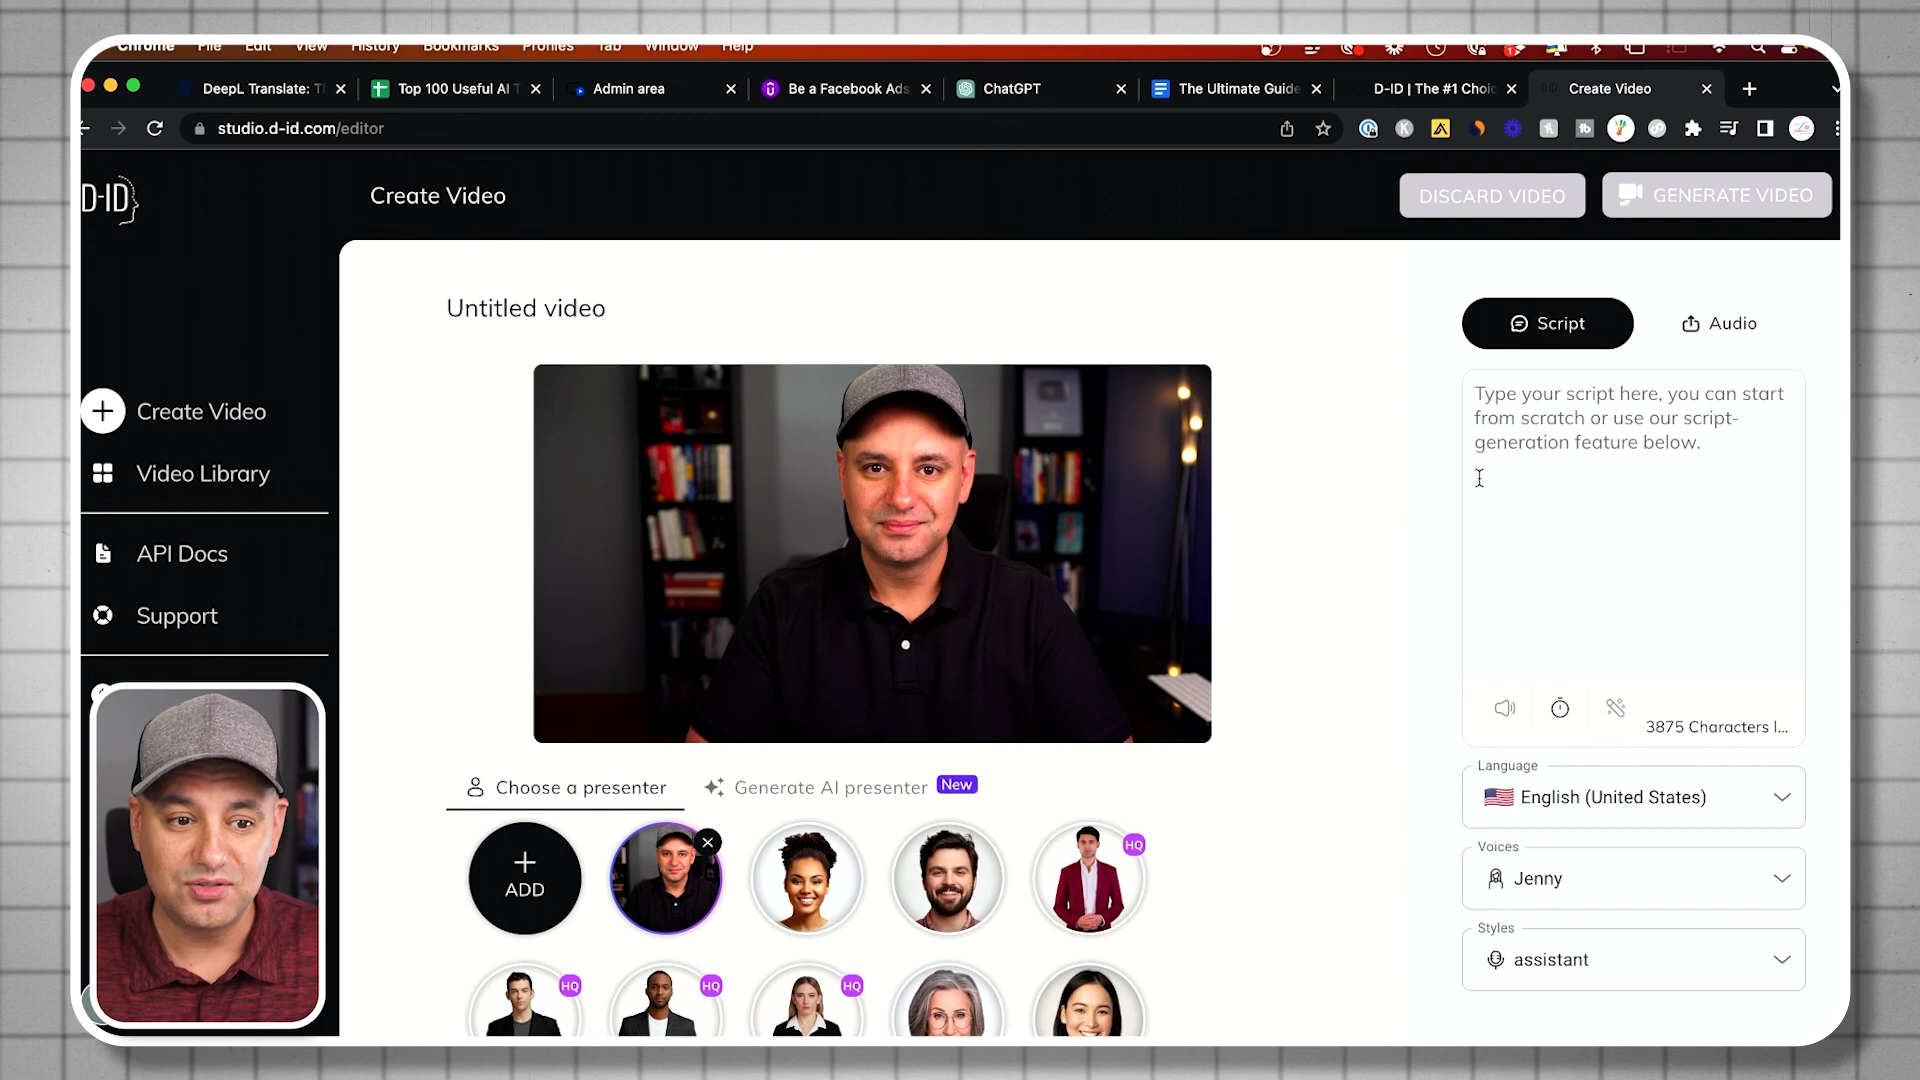 Chrome File Edit View History Bookmarks Profiles Tab Window Help
DeepL Translate: T
Top 100 Useful AI T
Admin area
Be a Facebook Ads
ChatGPT
The Ultimate Guide
D-ID | The #1 Choic
Create Video
studio.d-id.com/editor
D-ID
Create Video
DISCARD VIDEO
GENERATE VIDEO
Untitled video
Script
Audio
Type your script here, you can start
from scratch or use our script-
generation feature below.
Create Video
Video Library
API Docs
Support
3875 Characters l...
Language
English (United States)
Choose a presenter
Generate AI presenter
New
Voices
Jenny
ADD
HQ
Styles
assistant
HQ
HQ
HQ